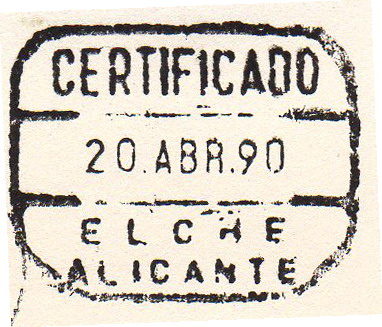 CERTIFICADO
20.ABR.90
ELCHE
ALICANTE